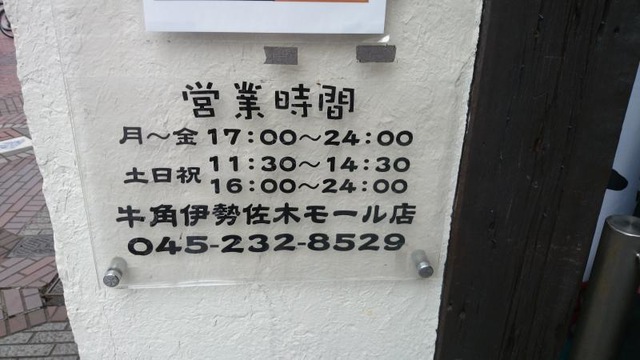 営業時間
月〜金 17:00〜24:00
土日祝 11:30〜14:30
16:00〜24:00
牛角伊勢佐木モール店
045-232-8529